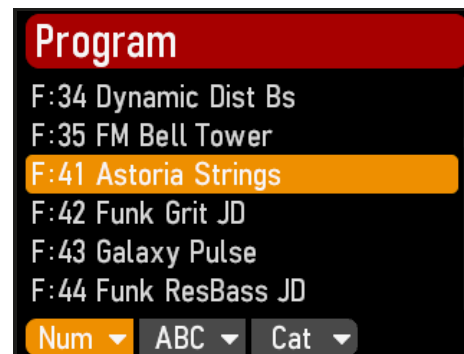 Program
F:34 Dynamic Dist Bs
F:35 FM Bell Tower
F:41 Astoria Strings
F:42 Funk Grit JD
F:43 Galaxy Pulse
F:44 Funk ResBass JD
Num ABC Cat